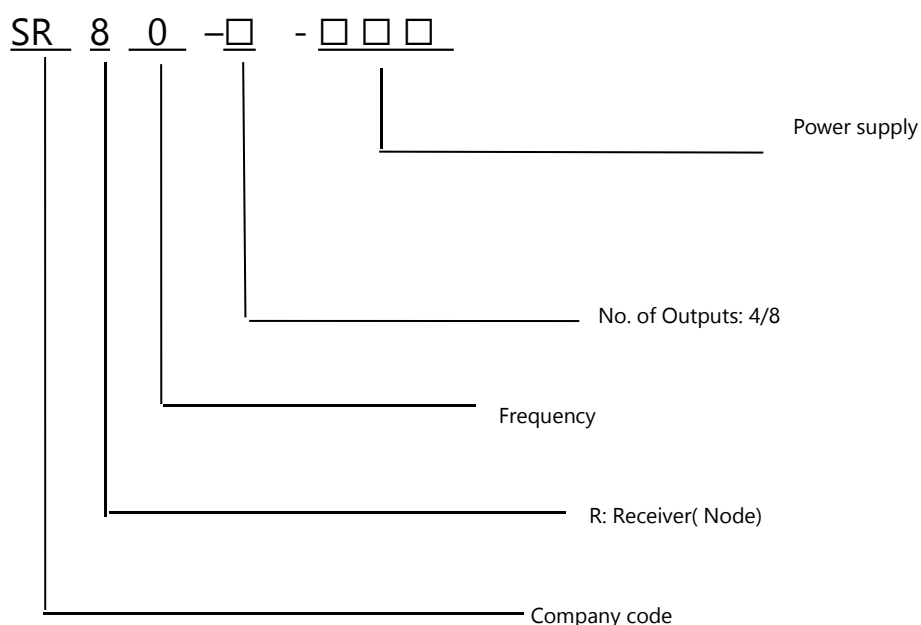 SR 8 0 –□ - □ □ □
Power supply
No. of Outputs: 4/8
Frequency
R: Receiver( Node)
Company code